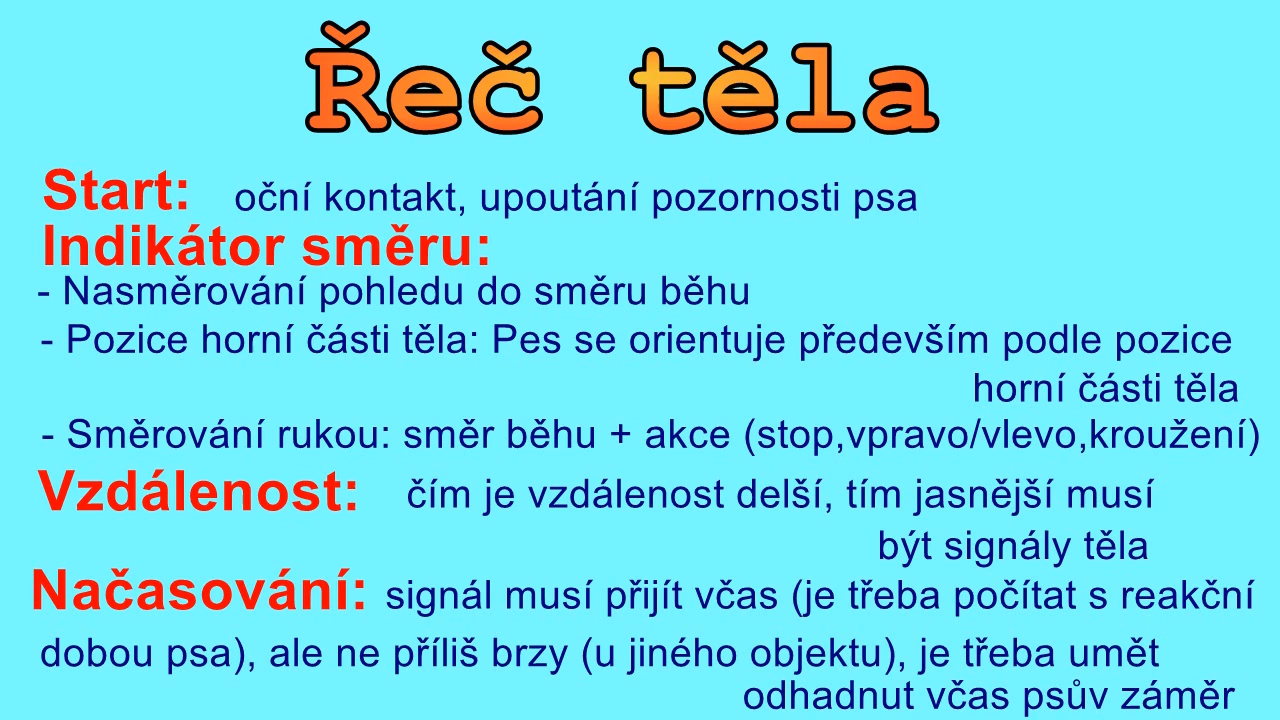 Řeč těla
Start: oční kontakt, upoutání pozornosti psa
Indikátor směru:
- Nasměrování pohledu do směru běhu
- Pozice horní části těla: Pes se orientuje především podle pozice
horní části těla
- Směrování rukou: směr běhu + akce (stop,vpravo/vlevo,kroužení)
Vzdálenost: čím je vzdálenost delší, tím jasnější musí
být signály těla
Načasování: signál musí přijít včas (je třeba počítat s reakční
dobou psa), ale ne příliš brzy (u jiného objektu), je třeba umět
odhadnut včas psův záměr